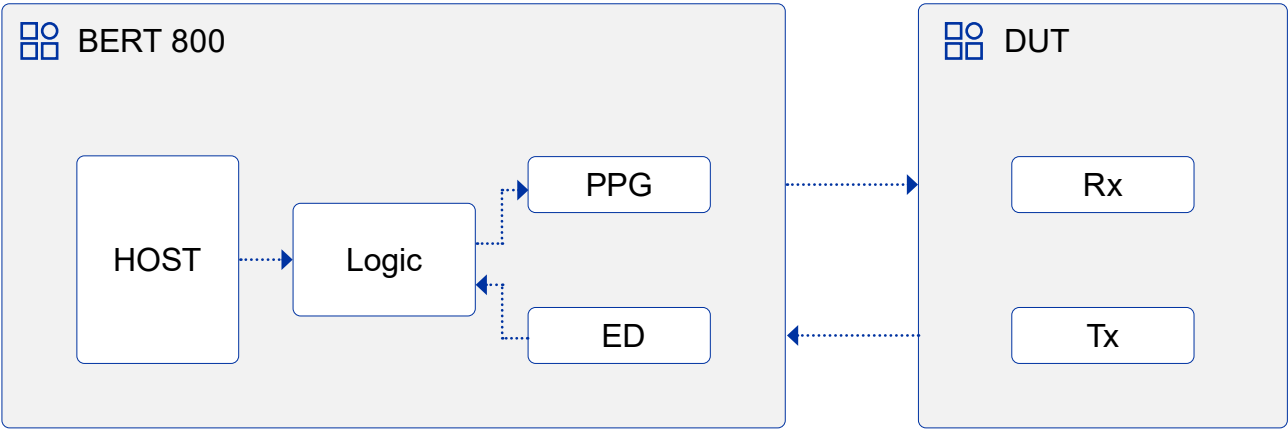 BERT 800
DUT
HOST
Logic
PPG
ED
Rx
Tx